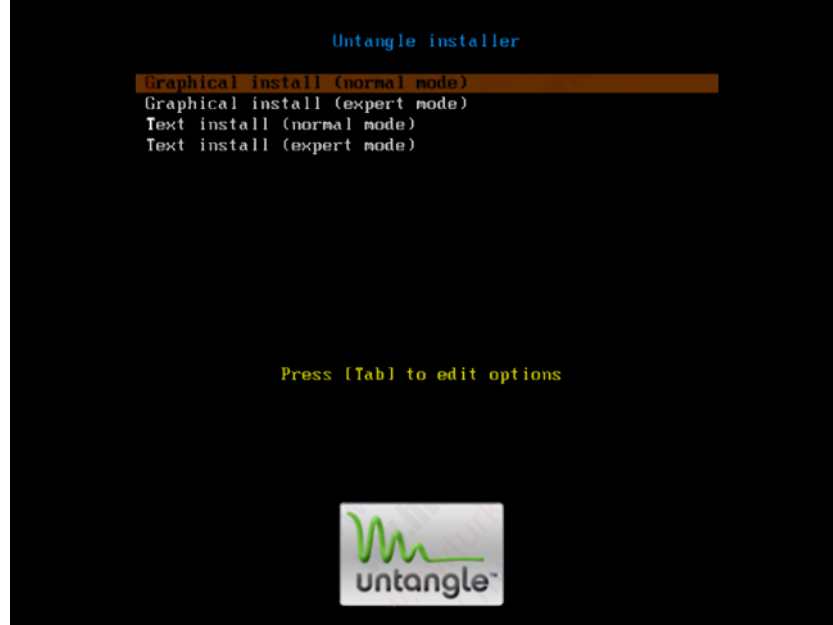 Untangle installer
Graphical install (normal mode)
Graphical install (expert mode)
Text install (normal mode)
Text install (expert mode)
Press [Tab] to edit options
untangle™